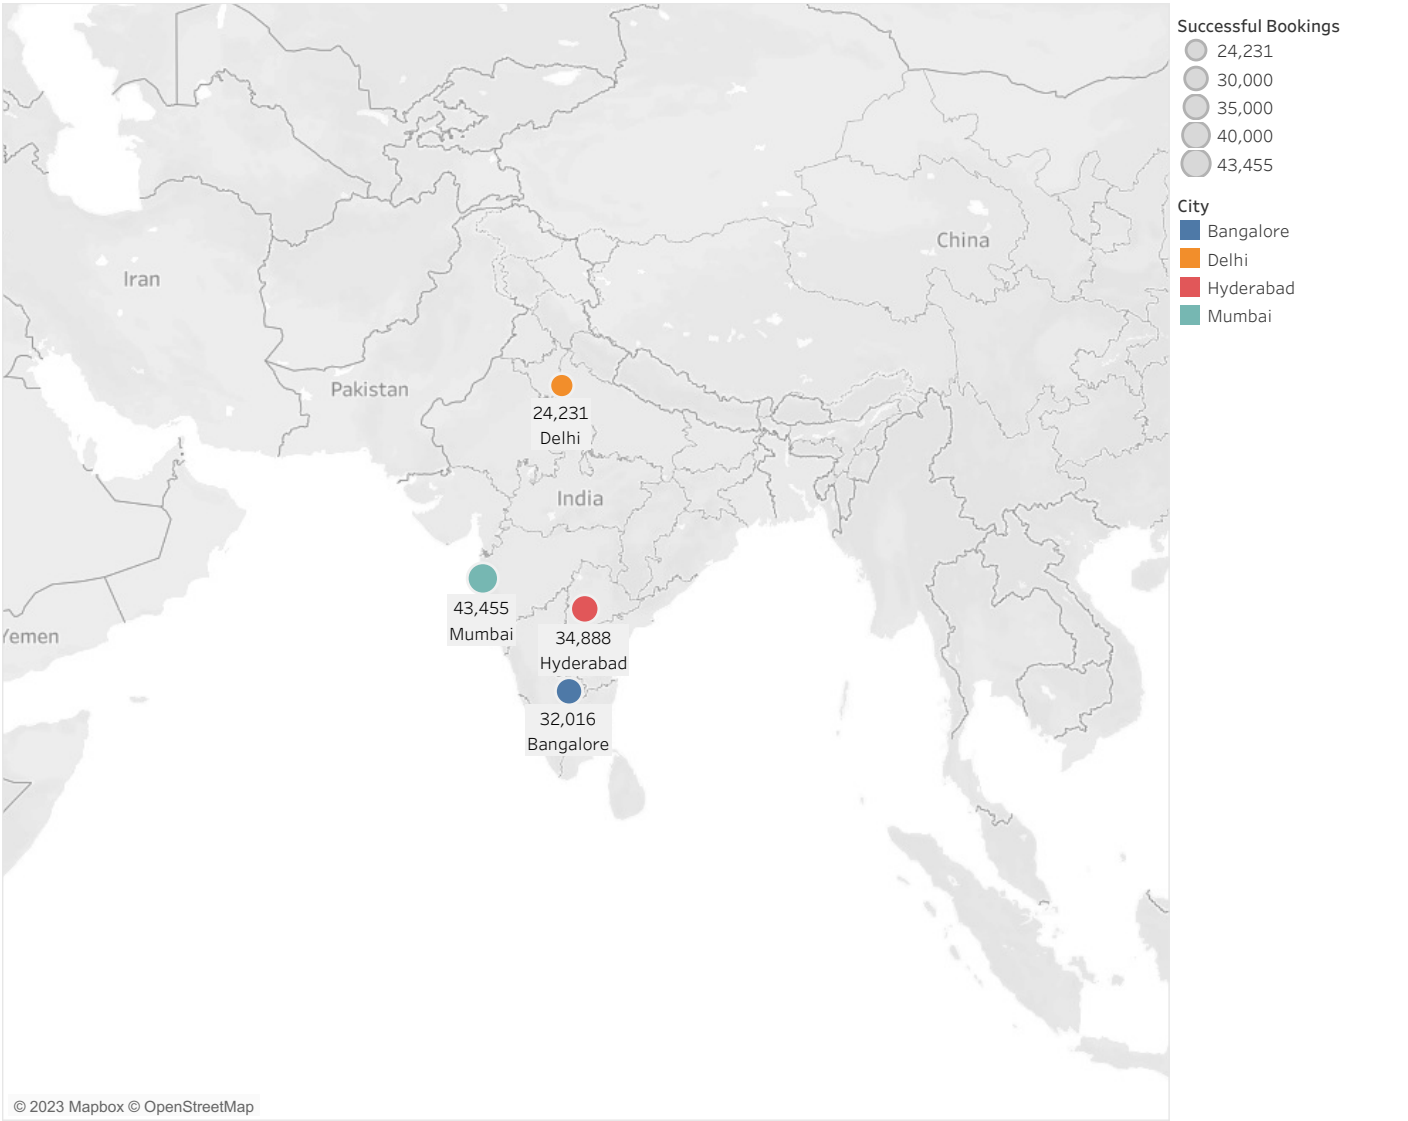 Successful Bookings
24,231
30,000
35,000
40,000
43,455
City
Bangalore
Delhi
Hyderabad
Mumbai
China
Iran
Pakistan
24,231
Delhi
India
43,455
Mumbai
34,888
Hyderabad
Yemen
32,016
Bangalore
© 2023 Mapbox © OpenStreetMap